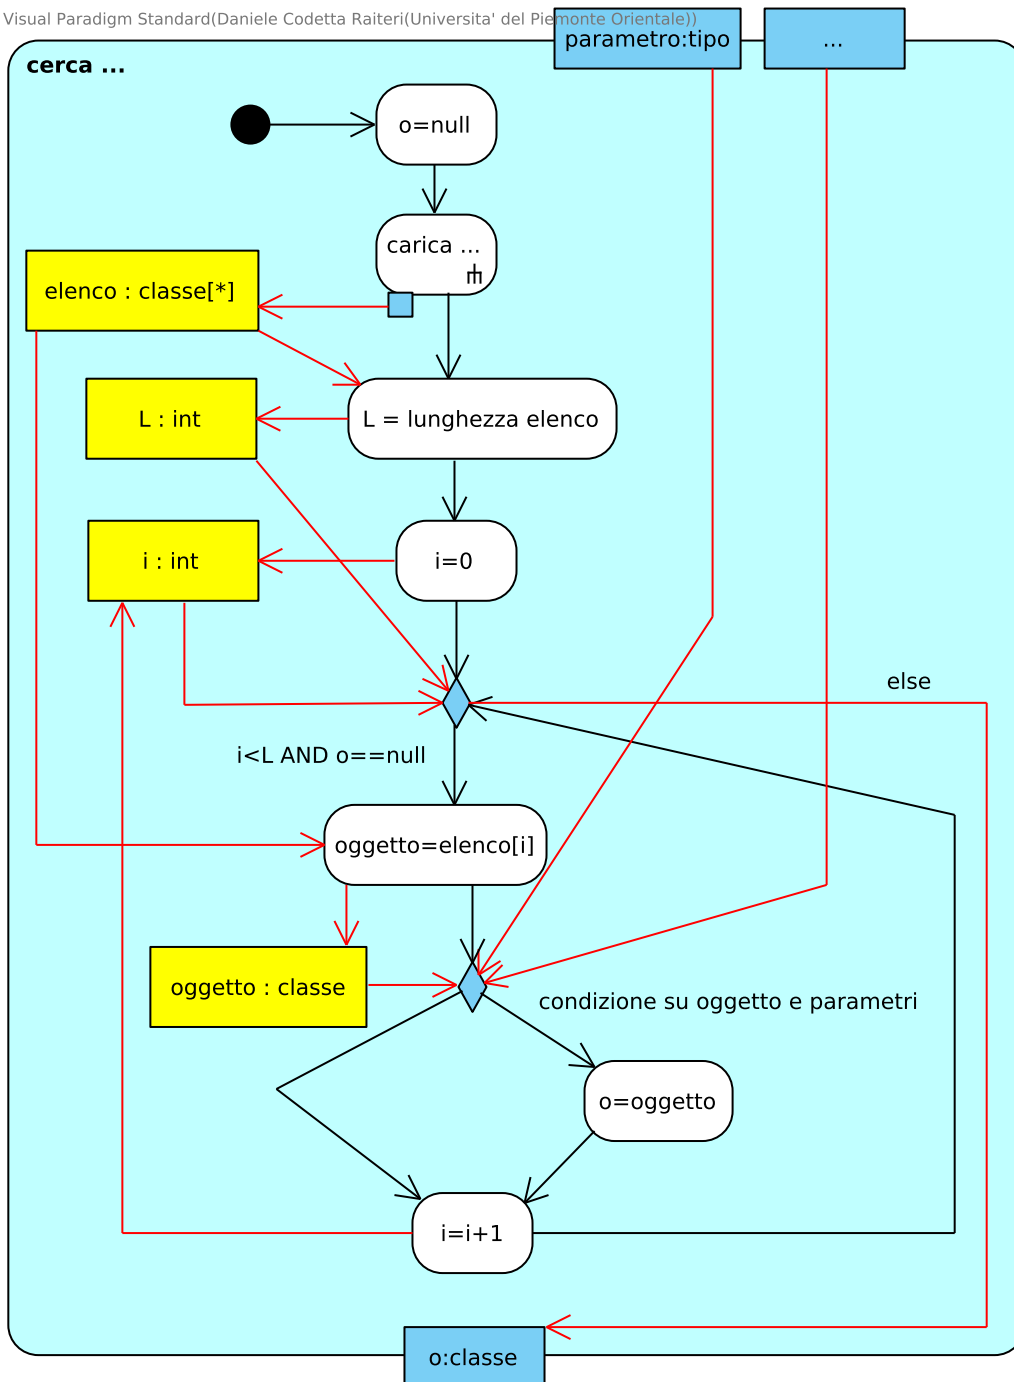 Visual Paradigm Standard(Daniele Codetta Raiteri(Universita' del Piemonte Orientale))
parametro:tipo
...
cerca ...
o=null
carica ...
elenco : classe[*]
L : int
L = lunghezza elenco
i : int
i=0
else
i<L AND o==null
oggetto=elenco[i]
oggetto : classe
condizione su oggetto e parametri
o=oggetto
i=i+1
o:classe